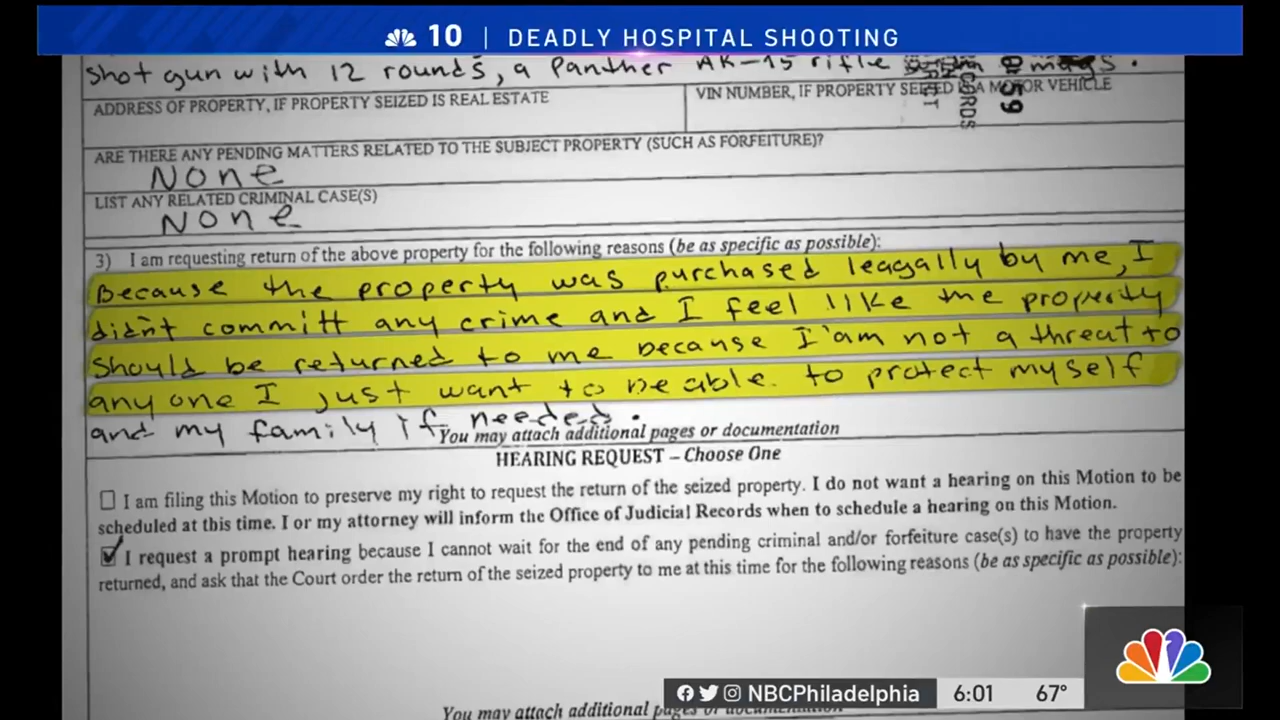 10 | DEADLY HOSPITAL SHOOTING
shotgun with 12 rounds, a Panther AK-15 rifle mags.
ADDRESS OF PROPERTY, IF PROPERTY SEIZED IS REAL ESTATE
VIN NUMBER, IF PROPERTY SEIZED IS A MOTOR VEHICLE
59
ARE THERE ANY PENDING MATTERS RELATED TO THE SUBJECT PROPERTY (SUCH AS FORFEITURE)?
None
LIST ANY RELATED CRIMINAL CASE(S)
None
3) I am requesting return of the above property for the following reasons (be as specific as possible):
Because the property was purchased leagally by me, I
didn't committ any crime and I feel like the property
should be returned to me because I'am not a threat to
anyone I just want to be able to protect myself
and my family if needed.
You may attach additional pages or documentation
HEARING REQUEST – Choose One
I am filing this Motion to preserve my right to request the return of the seized property. I do not want a hearing on this Motion to be
scheduled at this time. I or my attorney will inform the Office of Judicial Records when to schedule a hearing on this Motion.
I request a prompt hearing because I cannot wait for the end of any pending criminal and/or forfeiture case(s) to have the property
returned, and ask that the Court order the return of the seized property to me at this time for the following reasons (be as specific as possible):
You may attach additional pages or documentation
NBCPhiladelphia 6:01 67°